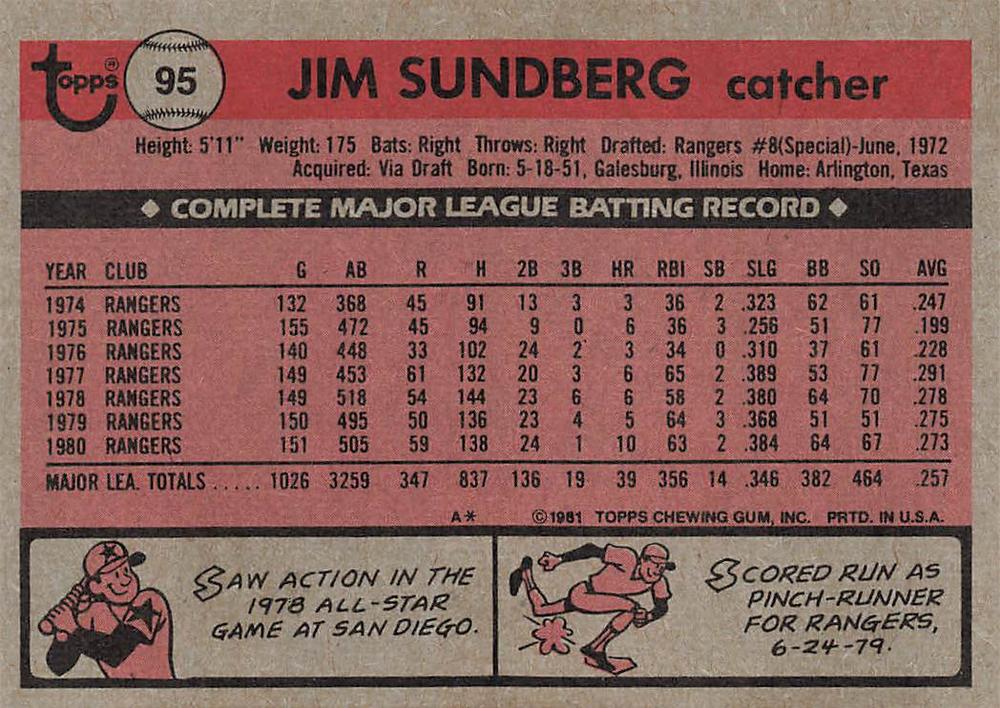 topps® 95 JIM SUNDBERG catcher
Height: 5'11" Weight: 175 Bats: Right Throws: Right Drafted: Rangers #8(Special)-June, 1972
Acquired: Via Draft Born: 5-18-51, Galesburg, Illinois Home: Arlington, Texas
◆ COMPLETE MAJOR LEAGUE BATTING RECORD ◆
YEAR CLUB G AB R H 2B 3B HR RBI SB SLG BB SO AVG
1974 RANGERS 132 368 45 91 13 3 3 36 2 .323 62 61 .247
1975 RANGERS 155 472 45 94 9 0 6 36 3 .256 51 77 .199
1976 RANGERS 140 448 33 102 24 2 3 34 0 .310 37 61 .228
1977 RANGERS 149 453 61 132 20 3 6 65 2 .389 53 77 .291
1978 RANGERS 149 518 54 144 23 6 6 58 2 .380 64 70 .278
1979 RANGERS 150 495 50 136 23 4 5 64 3 .368 51 51 .275
1980 RANGERS 151 505 59 138 24 1 10 63 2 .384 64 67 .273
MAJOR LEA. TOTALS ..... 1026 3259 347 837 136 19 39 356 14 .346 382 464 .257
A* ©1981 TOPPS CHEWING GUM, INC. PRTD. IN U.S.A.
SAW ACTION IN THE
1978 ALL-STAR
GAME AT SAN DIEGO.
SCORED RUN AS
PINCH-RUNNER
FOR RANGERS,
6-24-79.